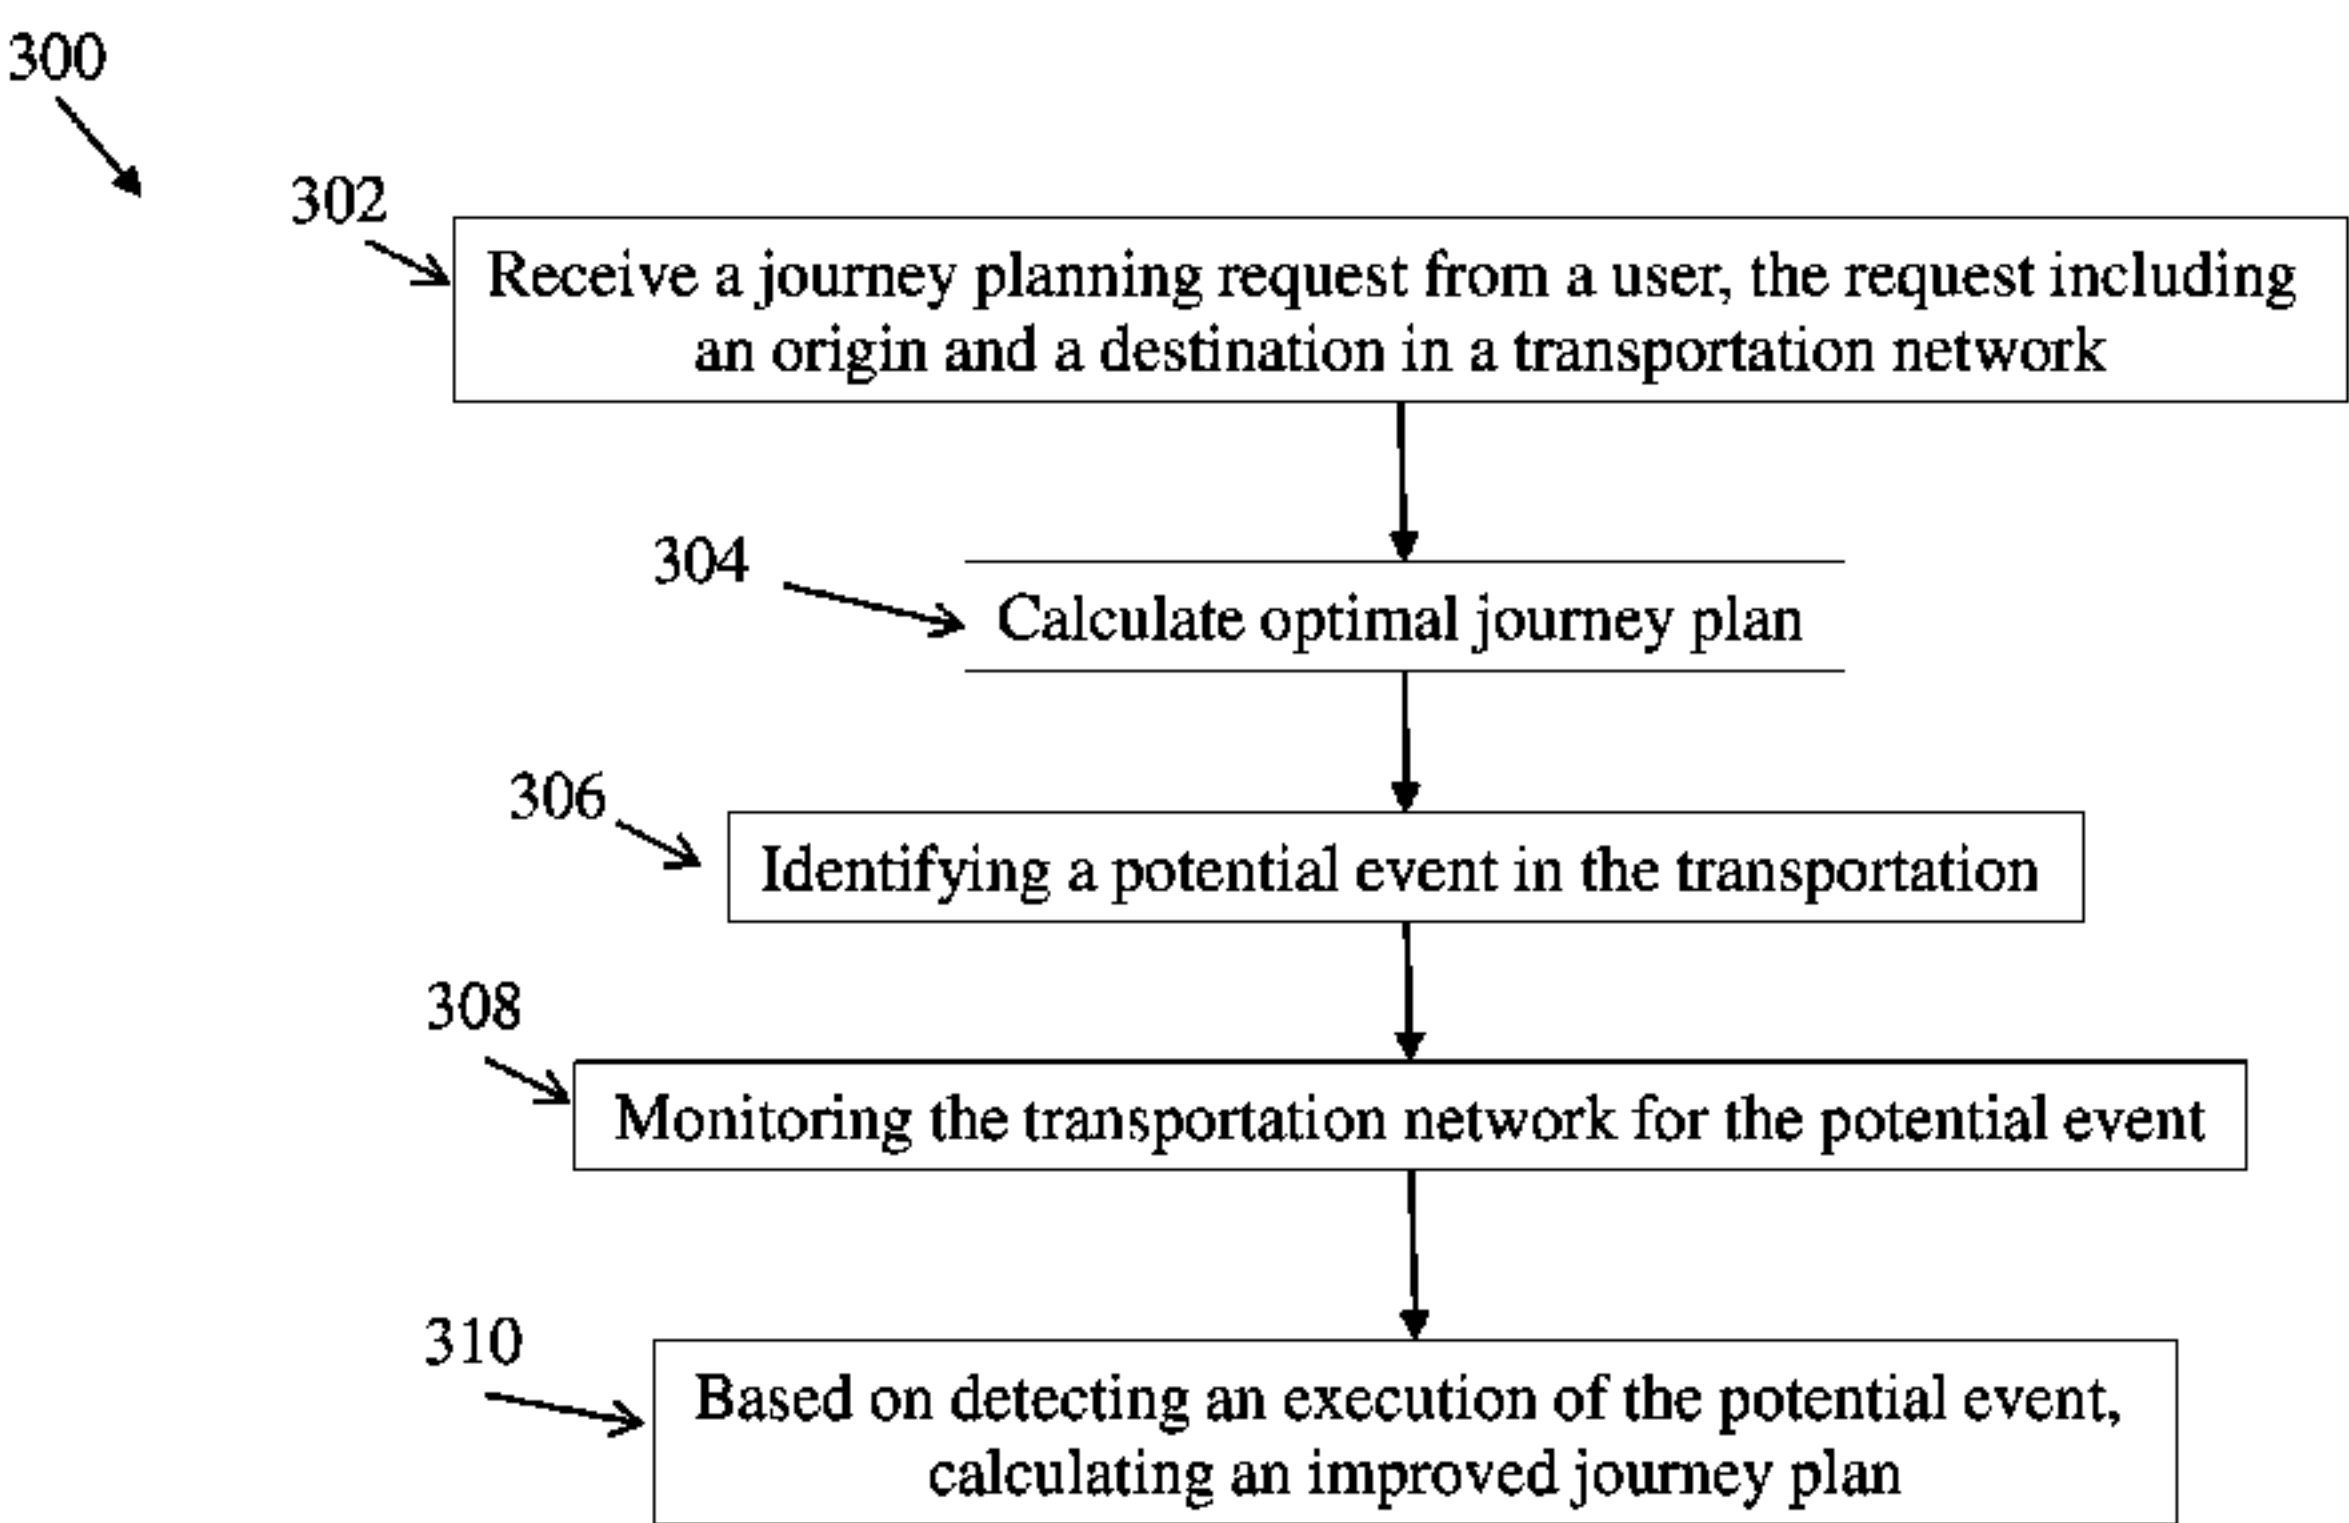 300
302
Receive a journey planning request from a user, the request including
an origin and a destination in a transportation network
304
Calculate optimal journey plan
306
Identifying a potential event in the transportation
308
Monitoring the transportation network for the potential event
310
Based on detecting an execution of the potential event,
calculating an improved journey plan